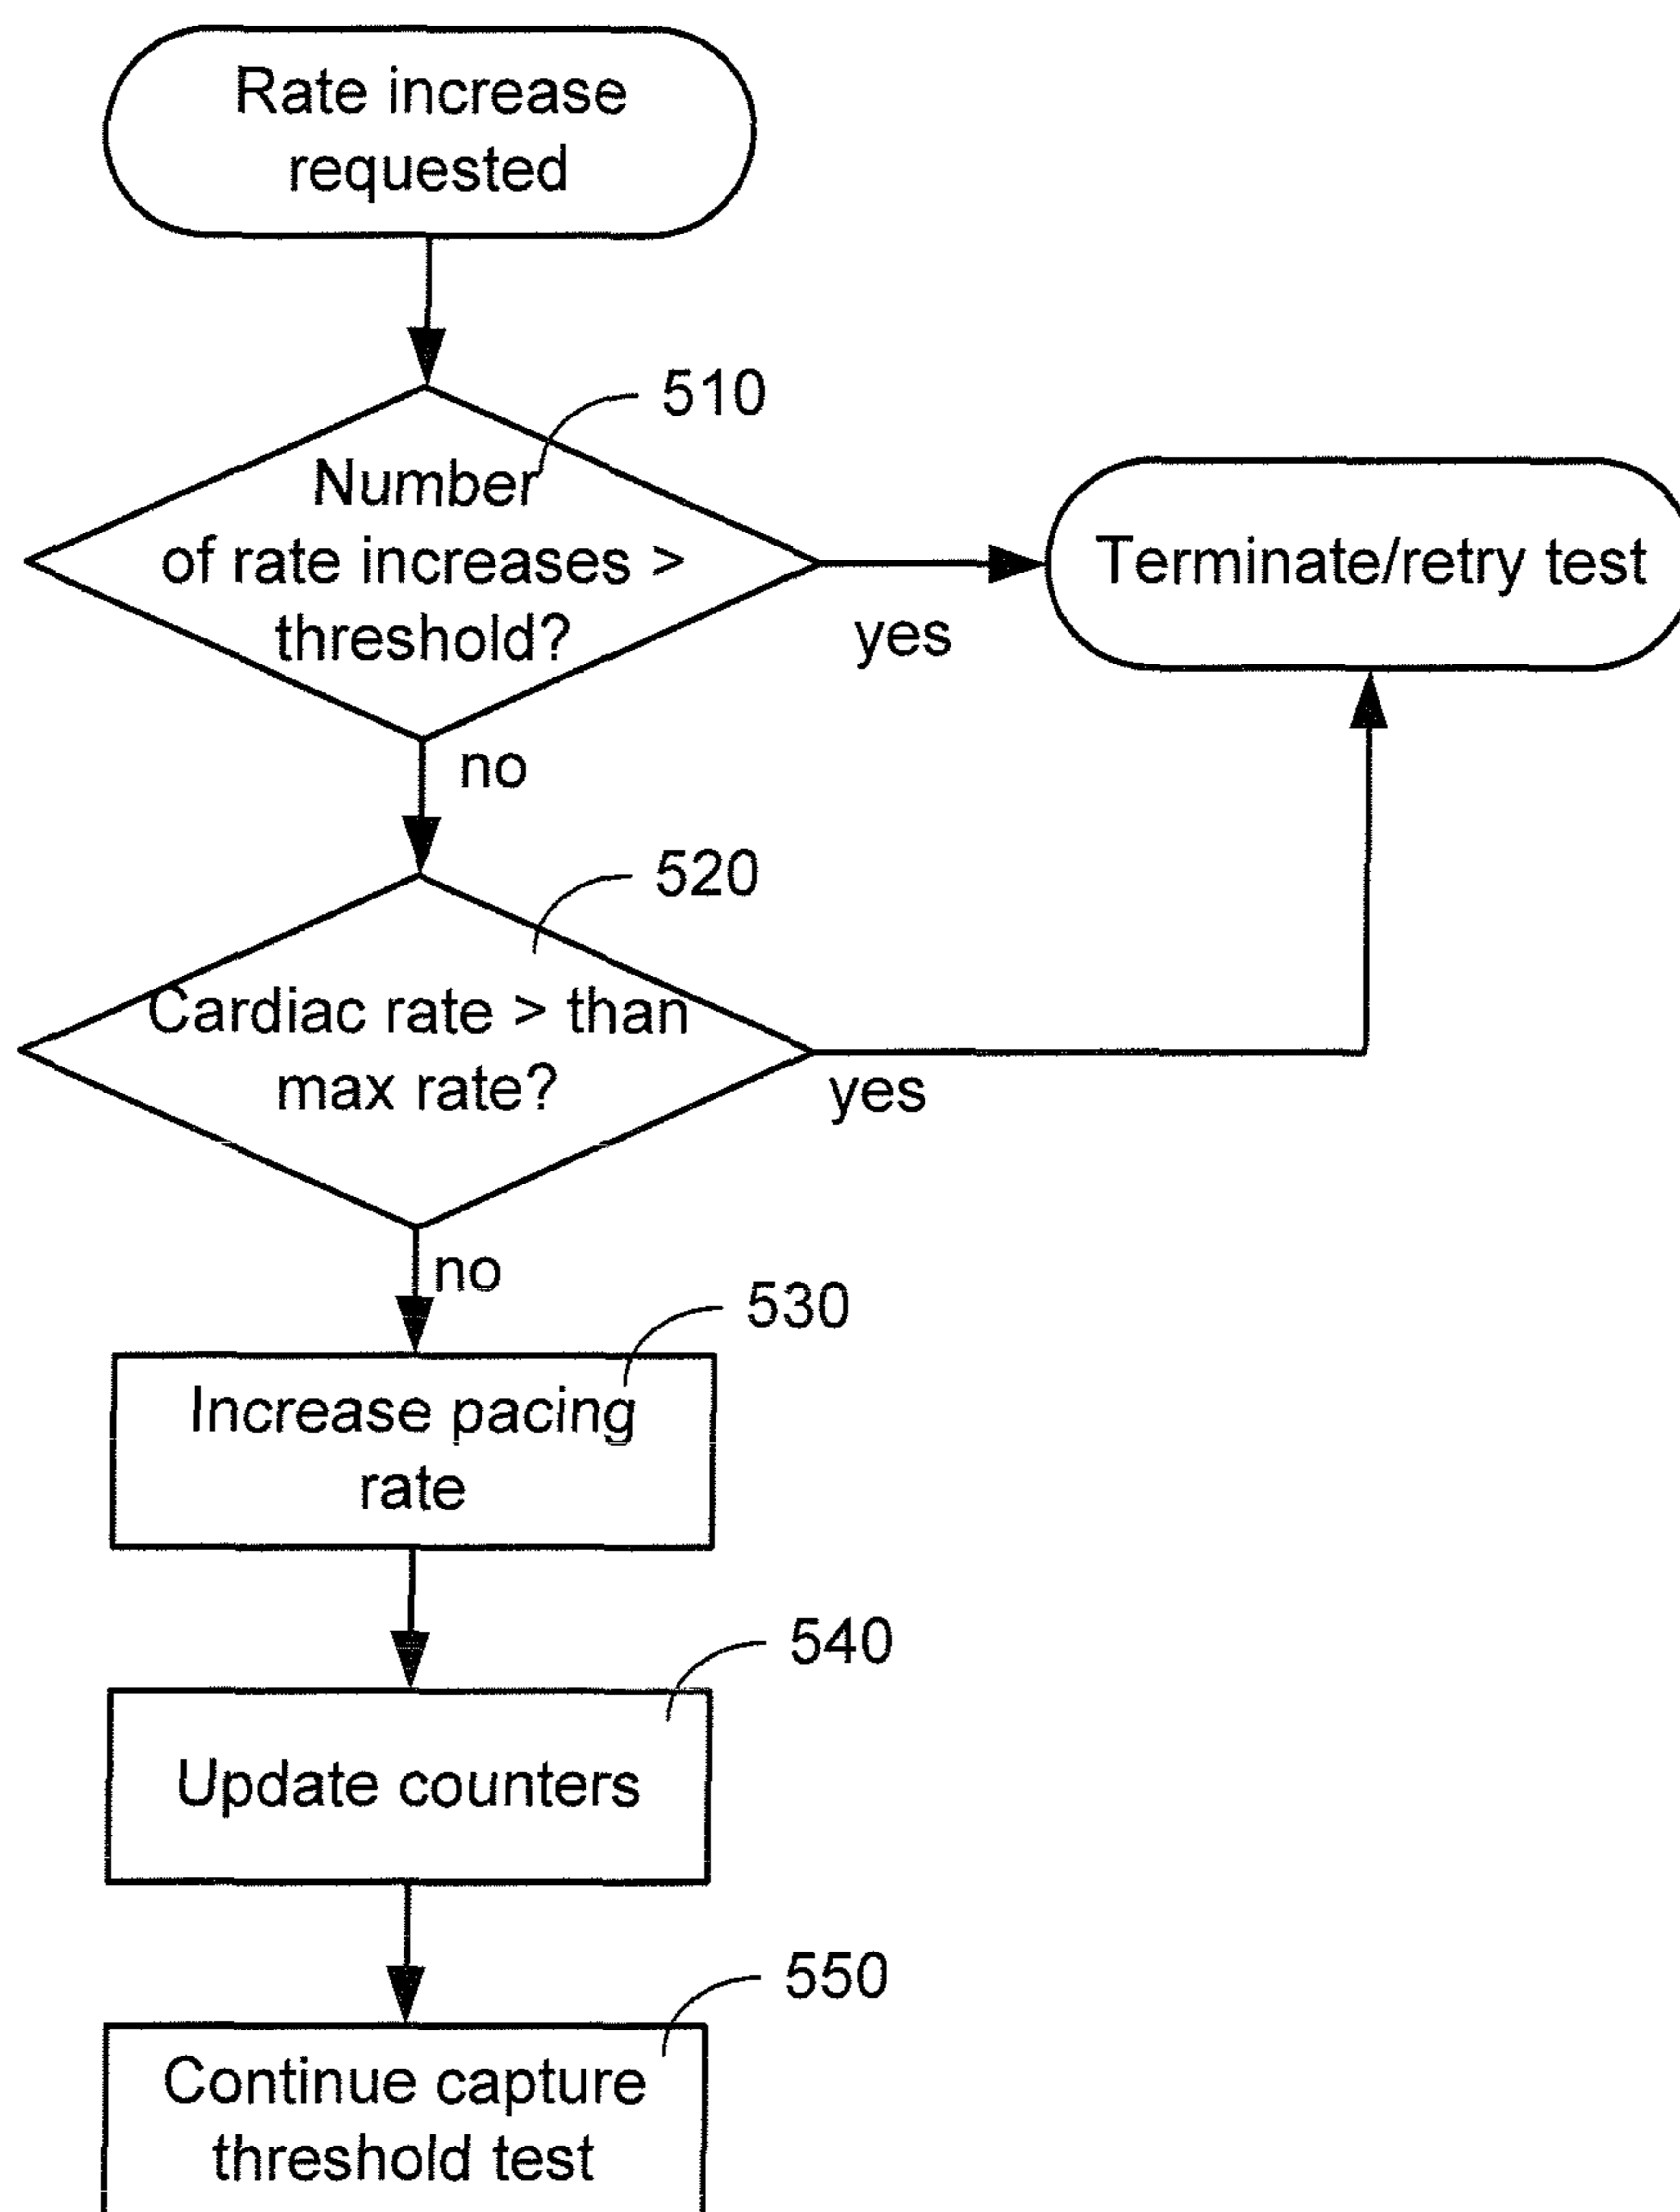 Rate increase
requested
510
Number
of rate increases >
threshold?
yes
Terminate/retry test
no
520
Cardiac rate > than
max rate?
yes
no
530
Increase pacing
rate
540
Update counters
550
Continue capture
threshold test